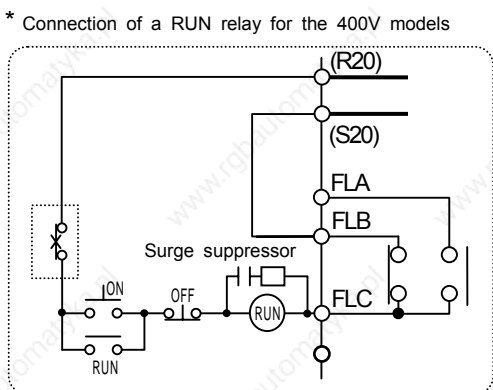 * Connection of a RUN relay for the 400V models
(R20)
(S20)
FLA
FLB
Surge suppressor
ON
OFF
RUN
FLC
RUN